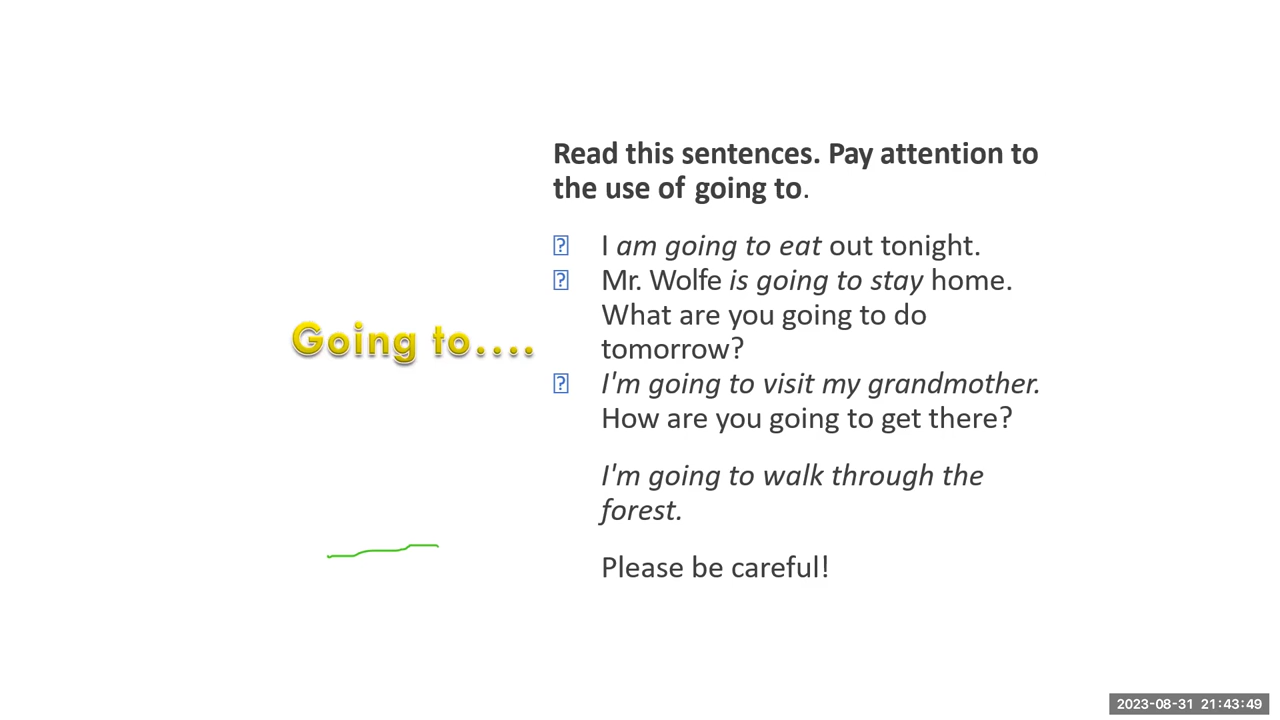 Going to....
Read this sentences. Pay attention to
the use of going to.
I am going to eat out tonight.
Mr. Wolfe is going to stay home.
What are you going to do
tomorrow?
I'm going to visit my grandmother.
How are you going to get there?
I'm going to walk through the
forest.
Please be careful!
2023-08-31 21:43:49